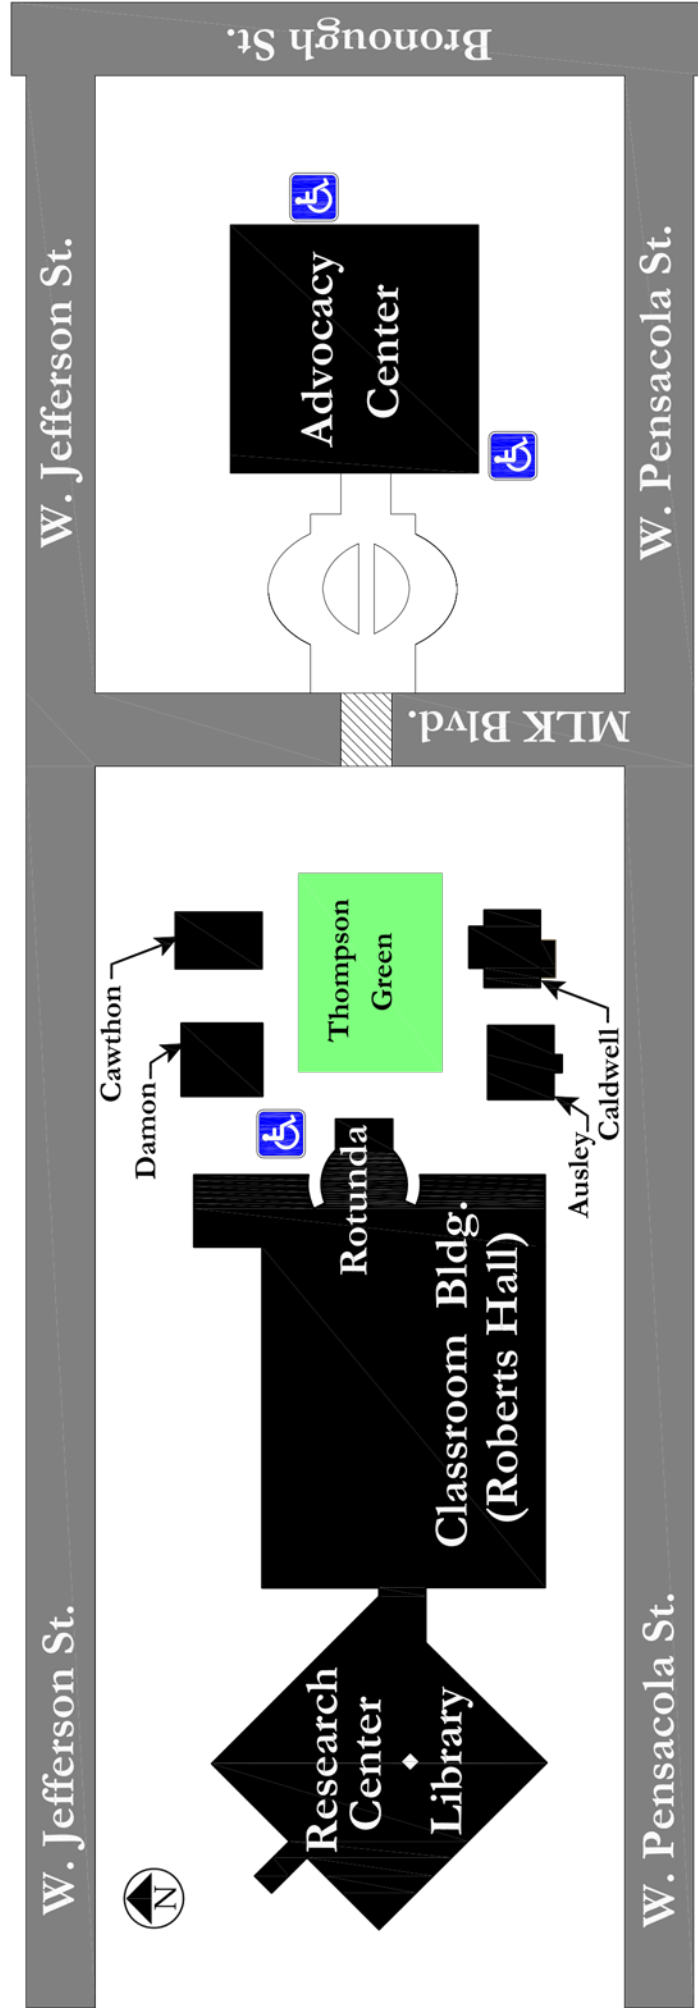 Bronough St.
W. Jefferson St.
Advocacy
Center
W. Pensacola St.
MLK Blvd.
Cawthon
Damon
Thompson
Green
Caldwell
Ausley
Rotunda
Classroom Bldg.
(Roberts Hall)
Research
Center
Library
W. Jefferson St.
W. Pensacola St.
N